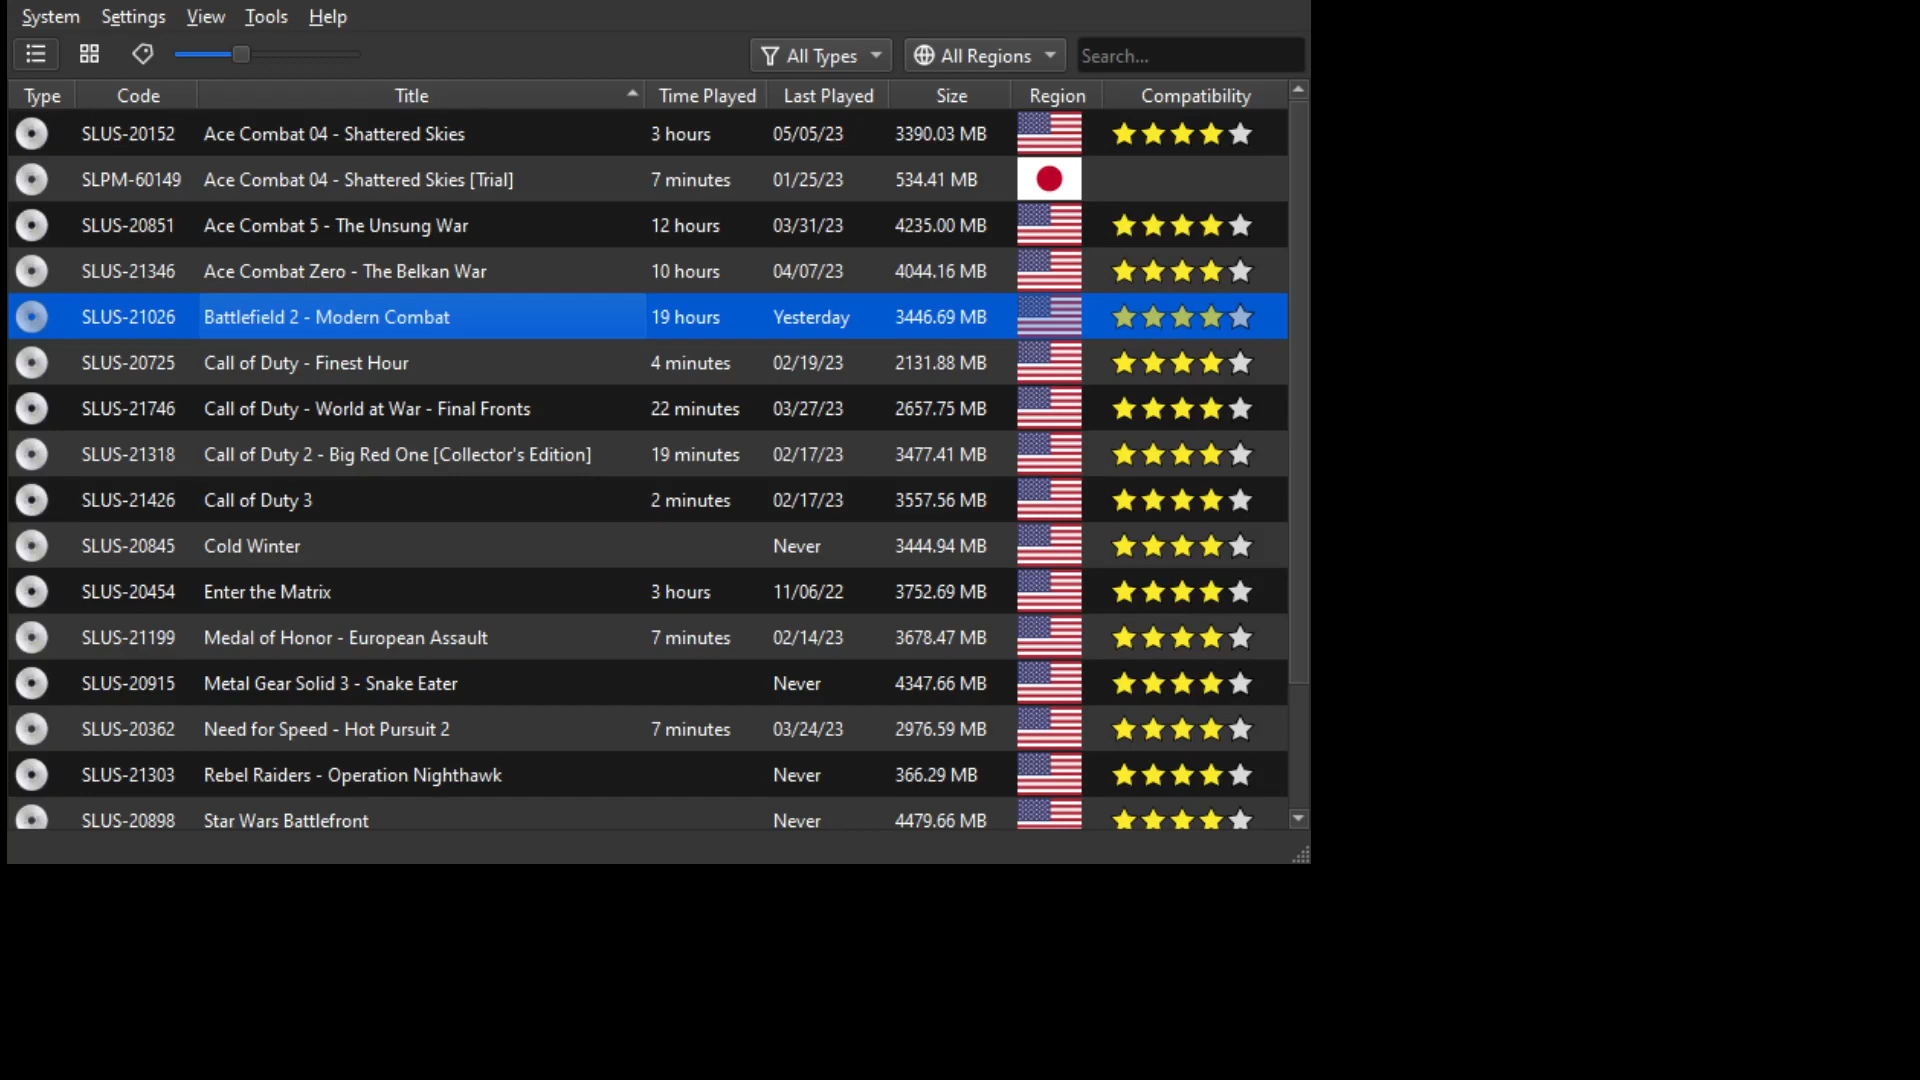 System Settings View Tools Help
All Types All Regions Search...
Type Code Title Time Played Last Played Size Region Compatibility
SLUS-20152 Ace Combat 04 - Shattered Skies 3 hours 05/05/23 3390.03 MB
SLPM-60149 Ace Combat 04 - Shattered Skies [Trial] 7 minutes 01/25/23 534.41 MB
SLUS-20851 Ace Combat 5 - The Unsung War 12 hours 03/31/23 4235.00 MB
SLUS-21346 Ace Combat Zero - The Belkan War 10 hours 04/07/23 4044.16 MB
SLUS-21026 Battlefield 2 - Modern Combat 19 hours Yesterday 3446.69 MB
SLUS-20725 Call of Duty - Finest Hour 4 minutes 02/19/23 2131.88 MB
SLUS-21746 Call of Duty - World at War - Final Fronts 22 minutes 03/27/23 2657.75 MB
SLUS-21318 Call of Duty 2 - Big Red One [Collector's Edition] 19 minutes 02/17/23 3477.41 MB
SLUS-21426 Call of Duty 3 2 minutes 02/17/23 3557.56 MB
SLUS-20845 Cold Winter Never 3444.94 MB
SLUS-20454 Enter the Matrix 3 hours 11/06/22 3752.69 MB
SLUS-21199 Medal of Honor - European Assault 7 minutes 02/14/23 3678.47 MB
SLUS-20915 Metal Gear Solid 3 - Snake Eater Never 4347.66 MB
SLUS-20362 Need for Speed - Hot Pursuit 2 7 minutes 03/24/23 2976.59 MB
SLUS-21303 Rebel Raiders - Operation Nighthawk Never 366.29 MB
SLUS-20898 Star Wars Battlefront Never 4479.66 MB